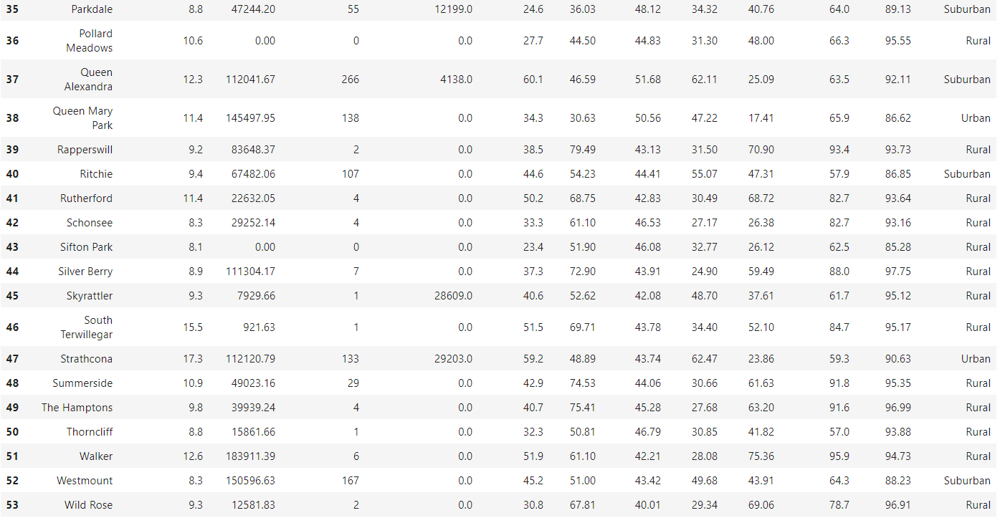 35 Parkdale 8.8 47244.20 55 12199.0 24.6 36.03 48.12 34.32 40.76 64.0 89.13 Suburban
Pollard
36 10.6 0.00 0 0.0 27.7 44.50 44.83 31.30 48.00 66.3 95.55 Rural
Meadows
Queen
37 12.3 112041.67 266 4138.0 60.1 46.59 51.68 62.11 25.09 63.5 92.11 Suburban
Alexandra
Queen Mary
38 11.4 145497.95 138 0.0 34.3 30.63 50.56 47.22 17.41 65.9 86.62 Urban
Park
39 Rapperswill 9.2 83648.37 2 0.0 38.5 79.49 43.13 31.50 70.90 93.4 93.73 Rural
40 Ritchie 9.4 67482.06 107 0.0 44.6 54.23 44.41 55.07 47.31 57.9 86.85 Suburban
41 Rutherford 11.4 22632.05 4 0.0 50.2 68.75 42.83 30.49 68.72 82.7 93.64 Rural
42 Schonsee 8.3 29252.14 4 0.0 33.3 61.10 46.53 27.17 26.38 82.7 93.16 Rural
43 Sifton Park 8.1 0.00 0 0.0 23.4 51.90 46.08 32.77 26.12 62.5 85.28 Rural
44 Silver Berry 8.9 111304.17 7 0.0 37.3 72.90 43.91 24.90 59.49 88.0 97.75 Rural
45 Skyrattler 9.3 7929.66 1 28609.0 40.6 52.62 42.08 48.70 37.61 61.7 95.12 Rural
South
46 15.5 921.63 1 0.0 51.5 69.71 43.78 34.40 52.10 84.7 95.17 Rural
Terwillegar
47 Strathcona 17.3 112120.79 133 29203.0 59.2 48.89 43.74 62.47 23.86 59.3 90.63 Urban
48 Summerside 10.9 49023.16 29 0.0 42.9 74.53 44.06 30.66 61.63 91.8 95.35 Rural
49 The Hamptons 9.8 39939.24 4 0.0 40.7 75.41 45.28 27.68 63.20 91.6 96.99 Rural
50 Thorncliff 8.8 15861.66 1 0.0 32.3 50.81 46.79 30.85 41.82 57.0 93.88 Rural
51 Walker 12.6 183911.39 6 0.0 51.9 61.10 42.21 28.08 75.36 95.9 94.73 Rural
52 Westmount 8.3 150596.63 167 0.0 45.2 51.00 43.42 49.68 43.91 64.3 88.23 Suburban
53 Wild Rose 9.3 12581.83 2 0.0 30.8 67.81 40.01 29.34 69.06 78.7 96.91 Rural